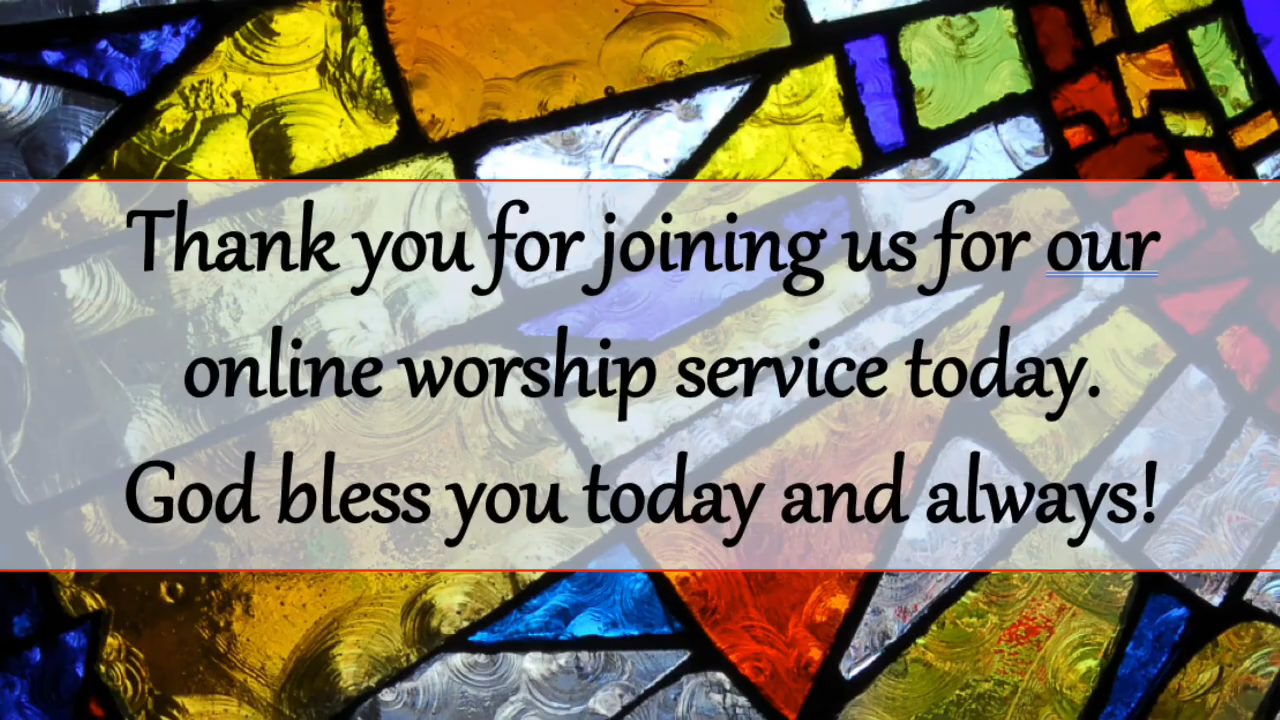 Thank you for joining us for our
online worship service today.
God bless you today and always!